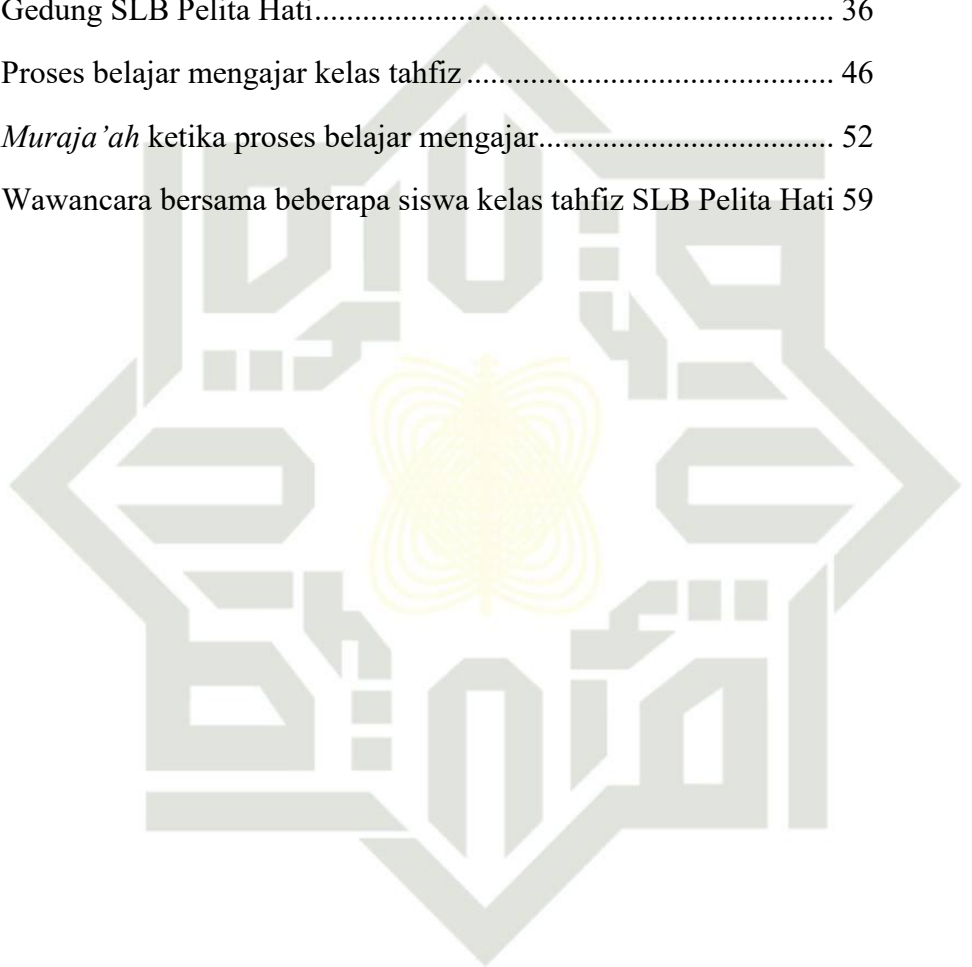 Gedung SLB Pelita Hati.................................................................... 36
Proses belajar mengajar kelas tahfiz ................................................ 46
Muraja’ah ketika proses belajar mengajar....................................... 52
Wawancara bersama beberapa siswa kelas tahfiz SLB Pelita Hati 59